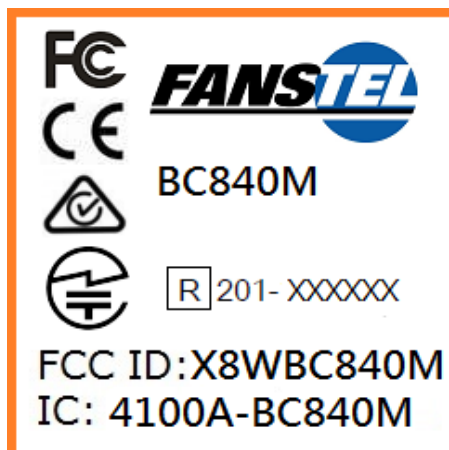 FC
FANSTEL
CE
BC840M
R 201- XXXXXX
FCC ID:X8WBC840M
IC: 4100A-BC840M